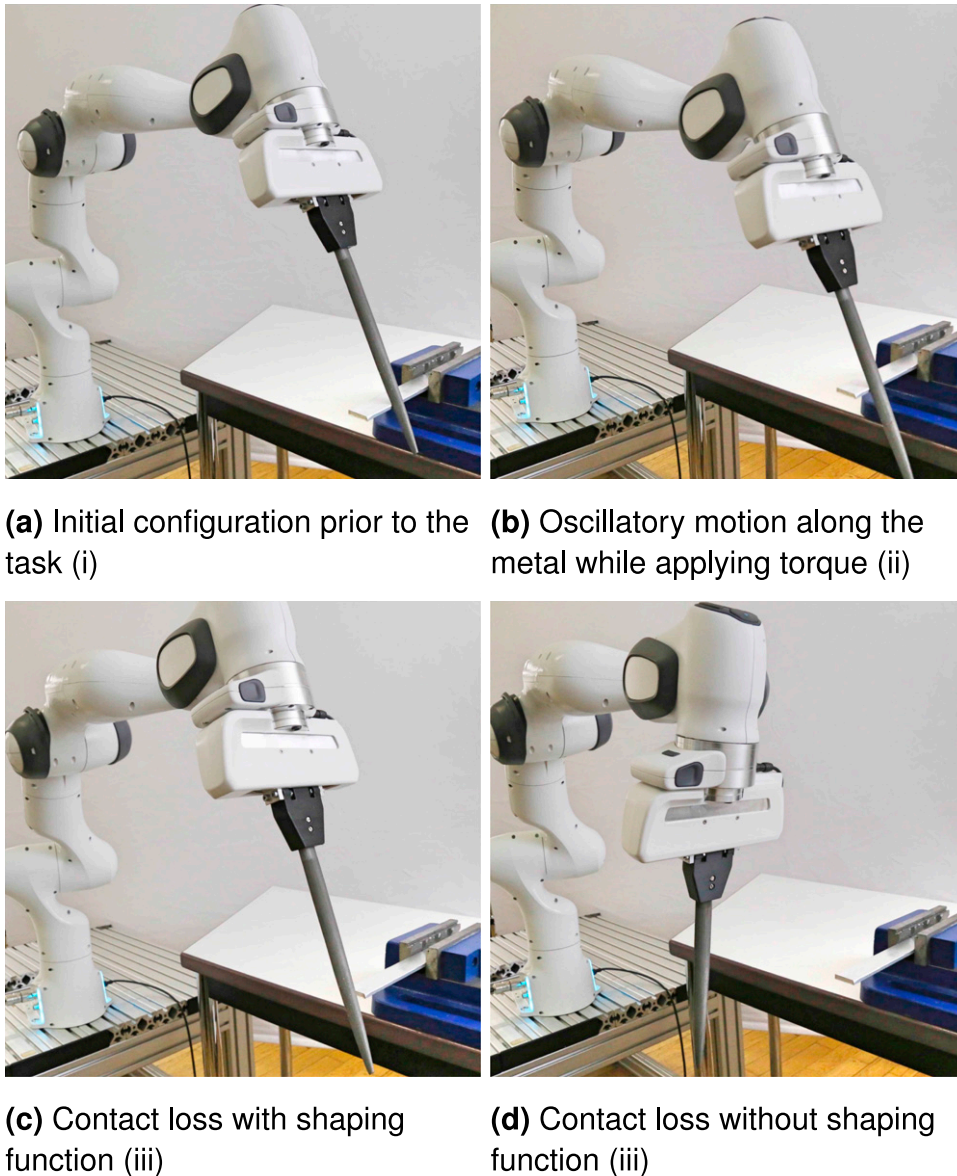 (a) Initial configuration prior to the
task (i)
(b) Oscillatory motion along the
metal while applying torque (ii)
(c) Contact loss with shaping
function (iii)
(d) Contact loss without shaping
function (iii)